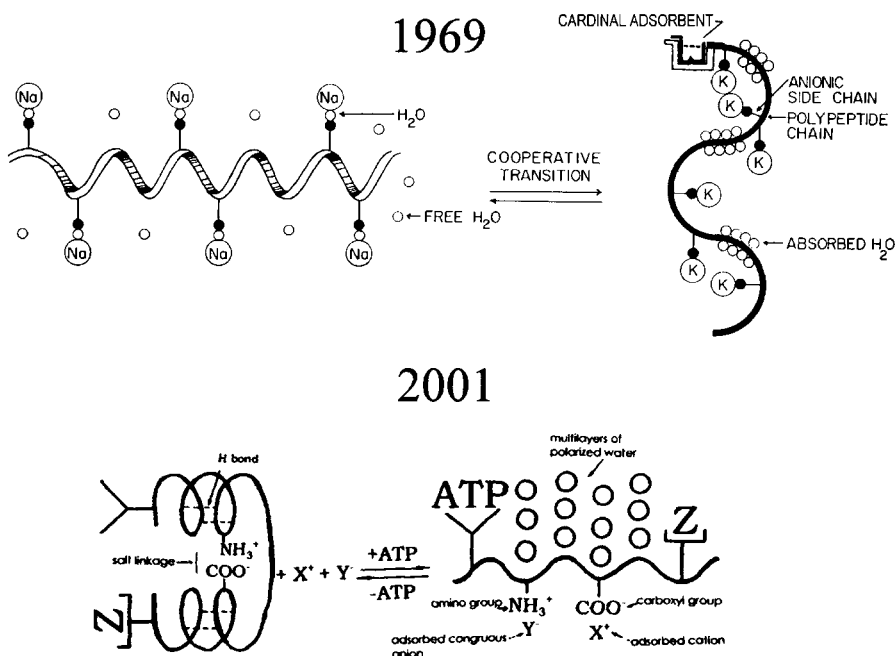 1969
CARDINAL ADSORBENT
Na
Na
Na
H2O
K
K
K
ANIONIC
SIDE CHAIN
POLYPEPTIDE
CHAIN
COOPERATIVE
TRANSITION
K
FREE H2O
Na
Na
Na
ABSORBED H2O
K
K
2001
H bond
salt linkage
NH3+
COO-
Z
+ X+ + Y-
+ATP
-ATP
multilayers of
polarized water
ATP
Z
amino group
NH3+
COO-
carboxyl group
adsorbed congruous
anion
Y-
X+
adsorbed cation